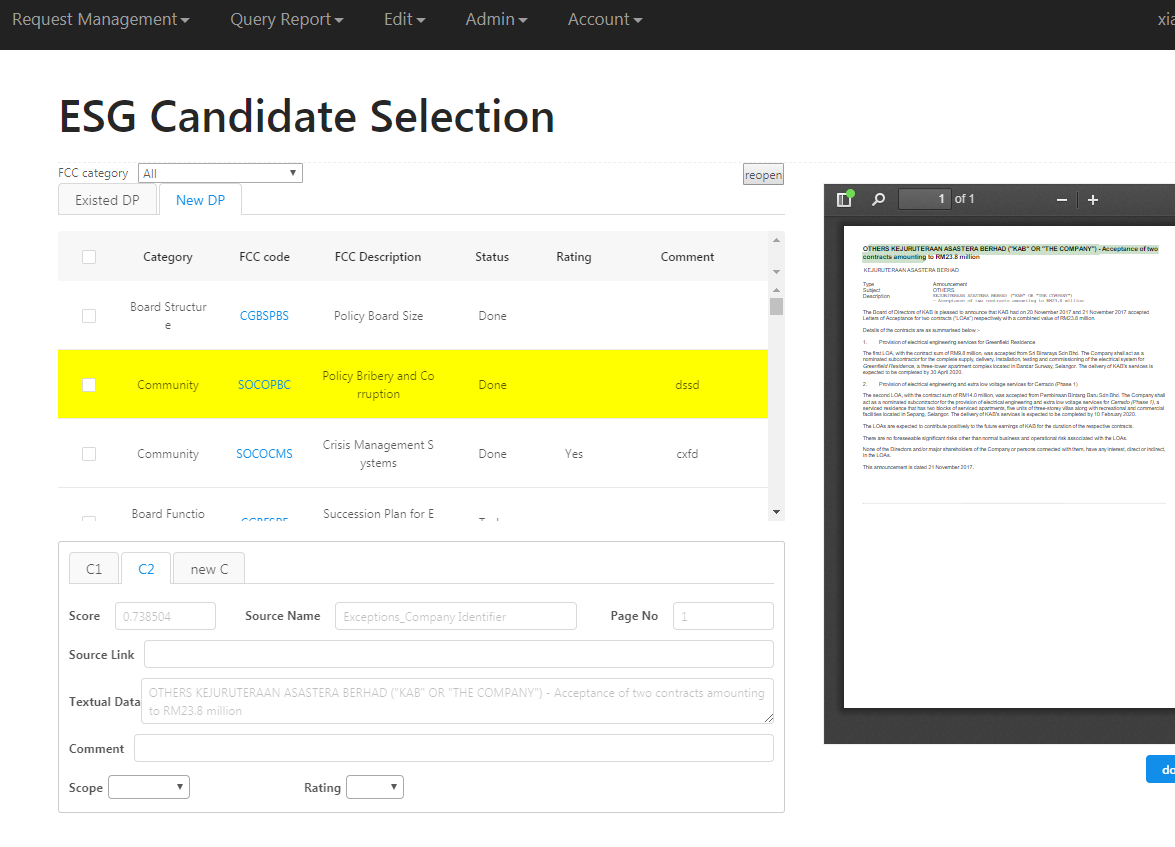 Request Management Query Report Edit Admin Account xia
ESG Candidate Selection
FCC category All reopen
Existed DP New DP
Category FCC code FCC Description Status Rating Comment
Board Structur
e
CGBSPBS Policy Board Size Done
Community SOCOPBC Policy Bribery and Co
rruption
Done dssd
Community SOCOCMS Crisis Management S
ystems
Done Yes cxfd
Board Functio Succession Plan for E
C1 C2 new C
Score 0.738504 Source Name Exceptions_Company Identifier Page No 1
Source Link
Textual Data OTHERS KEJURUTERAAN ASASTERA BERHAD ("KAB" OR "THE COMPANY") - Acceptance of two contracts amounting
to RM23.8 million
Comment
Scope Rating
1 of 1
OTHERS KEJURUTERAAN ASASTERA BERHAD ("KAB" OR "THE COMPANY") - Acceptance of two
contracts amounting to RM23.8 million
KEJURUTERAAN ASASTERA BERHAD
Type Announcement
Subject OTHERS
Description KEJURUTERAAN ASASTERA BERHAD ("KAB" OR "THE COMPANY")
- Acceptance of two contracts amounting to RM23.8 million
The Board of Directors of KAB is pleased to announce that KAB had on 20 November 2017 and 21 November 2017 accepted
Letters of Acceptance for two contracts ("LOAs") respectively with a combined value of RM23.8 million.
Details of the contracts are as summarised below :-
1. Provision of electrical engineering services for Greenfield Residence
The first LOA, with the contract sum of RM9.8 million, was accepted from Sri Binaraya Sdn Bhd. The Company shall act as a
nominated subcontractor for the complete supply, delivery, installation, testing and commissioning of the electrical system for
Greenfield Residence, a three-tower apartment complex located in Bandar Sunway, Selangor. The delivery of KAB's services is
expected to be completed by 30 April 2020.
2. Provision of electrical engineering and extra low voltage services for Cerrado (Phase 1)
The second LOA, with the contract sum of RM14.0 million, was accepted from Pembinaan Bintang Baru Sdn Bhd. The Company shall
act as a nominated subcontractor for the provision of electrical engineering and extra low voltage services for Cerrado (Phase 1), a
serviced residence that has two blocks of serviced apartments, five units of three-storey villas along with recreational and commercial
facilities located in Sepang, Selangor. The delivery of KAB's services is expected to be completed by 10 February 2020.
The LOAs are expected to contribute positively to the future earnings of KAB for the duration of the respective contracts.
There are no foreseeable significant risks other than normal business and operational risk associated with the LOAs.
None of the Directors and/or major shareholders of the Company or persons connected with them, have any interest, direct or indirect,
in the LOAs.
This announcement is dated 21 November 2017.
do